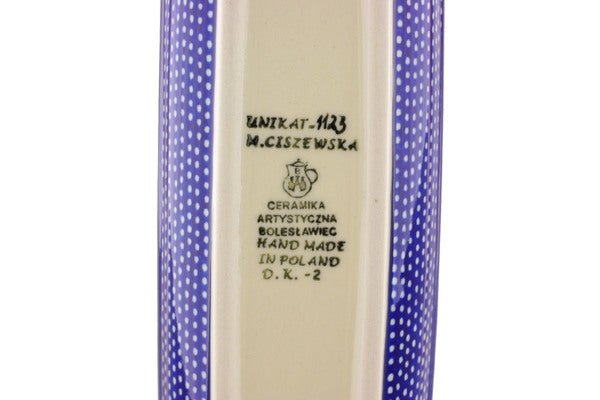 UNIKAT-1123
M.CISZEWSKA
CERAMIKA
ARTYSTYCZNA
BOLESŁAWIEC
HAND MADE
IN POLAND
D.K.-2